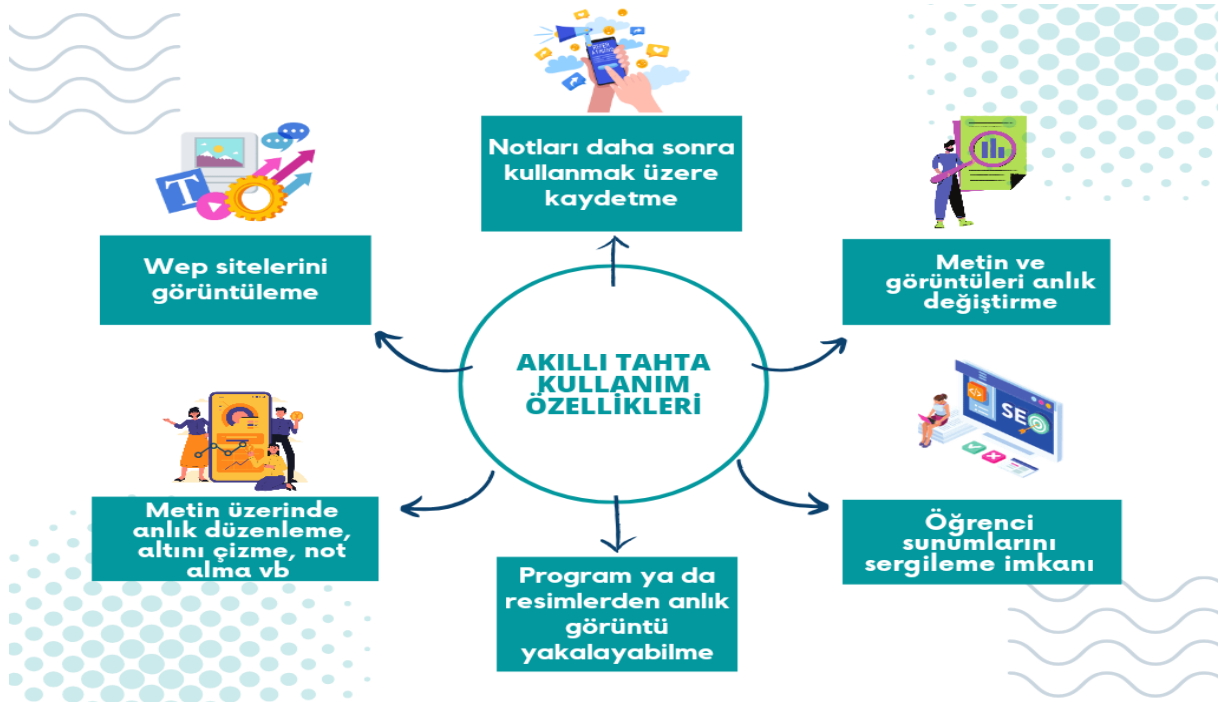 Notları daha sonra
kullanmak üzere
kaydetme
Wep sitelerini
görüntüleme
Metin ve
görüntüleri anlık
değiştirme
AKILLI TAHTA
KULLANIM
ÖZELLİKLERİ
SEO
Metin üzerinde
anlık düzenleme,
altını çizme, not
alma vb
Öğrenci
sunumlarını
sergileme imkanı
Program ya da
resimlerden anlık
görüntü
yakalayabilme
T